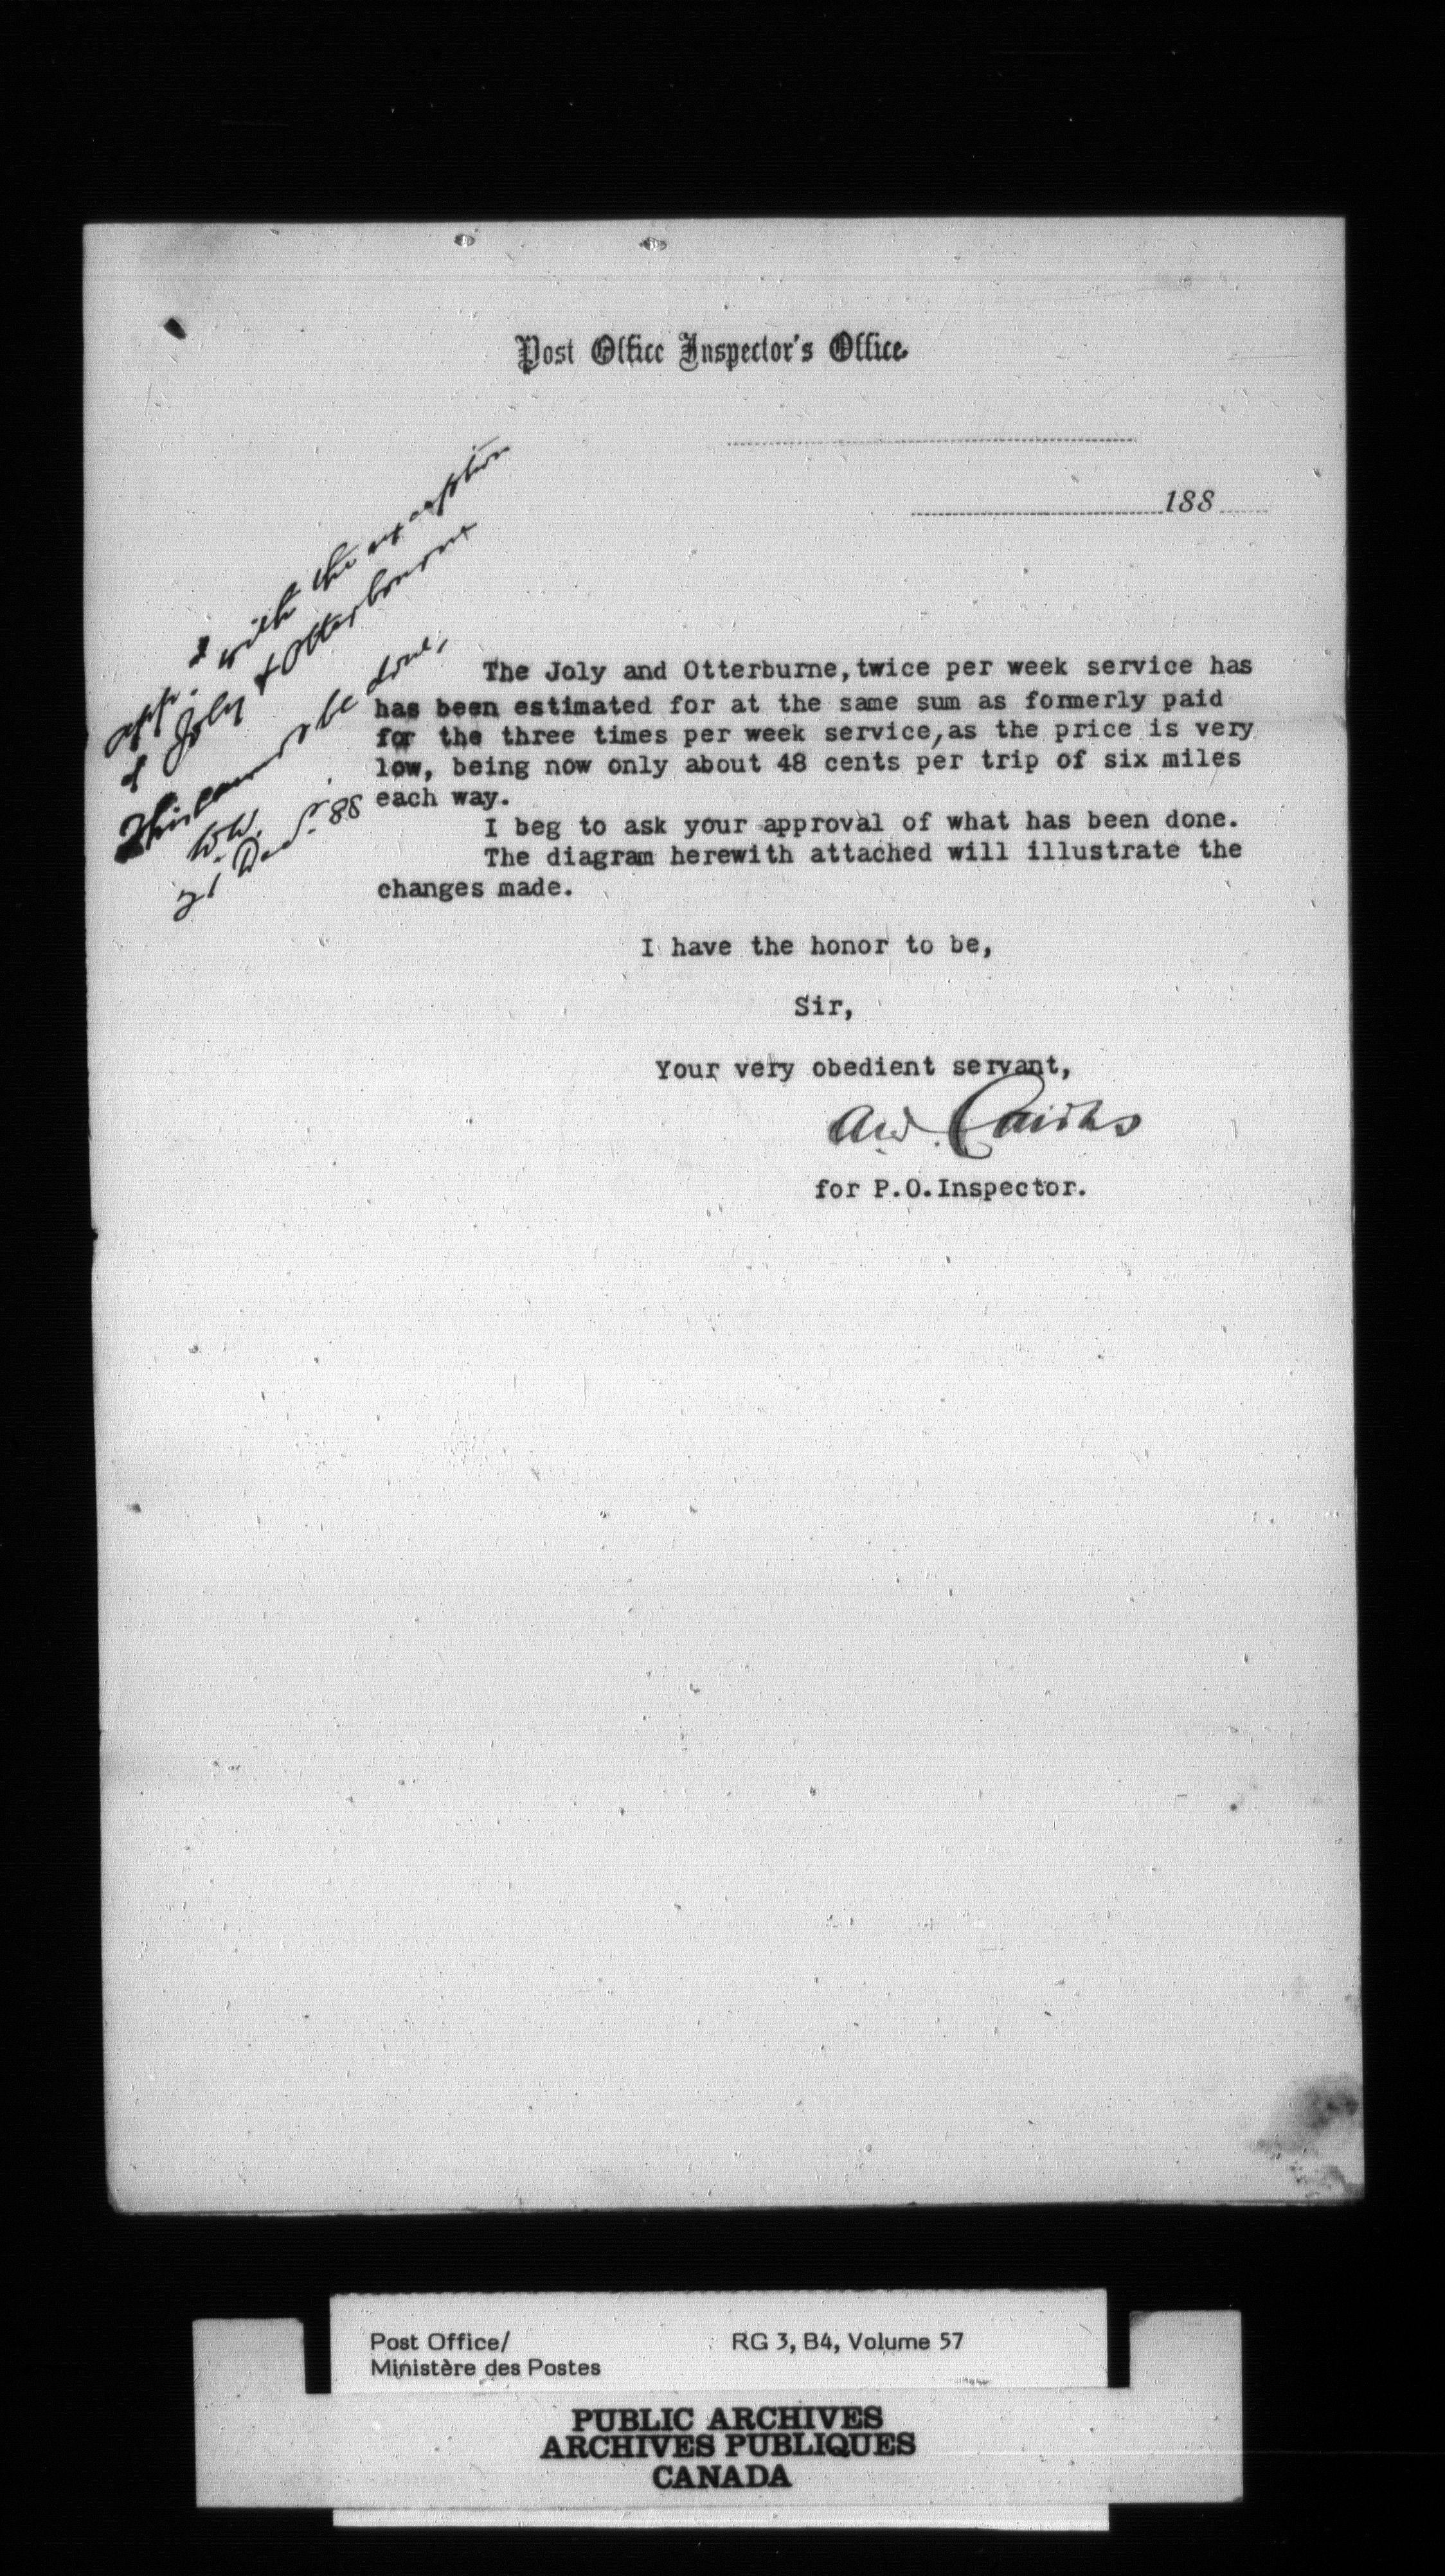 Post Office Inspector's Office.
188
app. d with the exception
of Joly & Otterbourne
This cannot be done,
W.W.
21 Decr. 88
The Joly and Otterburne, twice per week service has
has been estimated for at the same sum as formerly paid
for the three times per week service, as the price is very
low, being now only about 48 cents per trip of six miles
each way.
I beg to ask your approval of what has been done.
The diagram herewith attached will illustrate the
changes made.
I have the honor to be,
Sir,
Your very obedient servant,
Cairns
for P.O. Inspector.
Post Office/
Ministère des Postes
RG 3, B4, Volume 57
PUBLIC ARCHIVES
ARCHIVES PUBLIQUES
CANADA